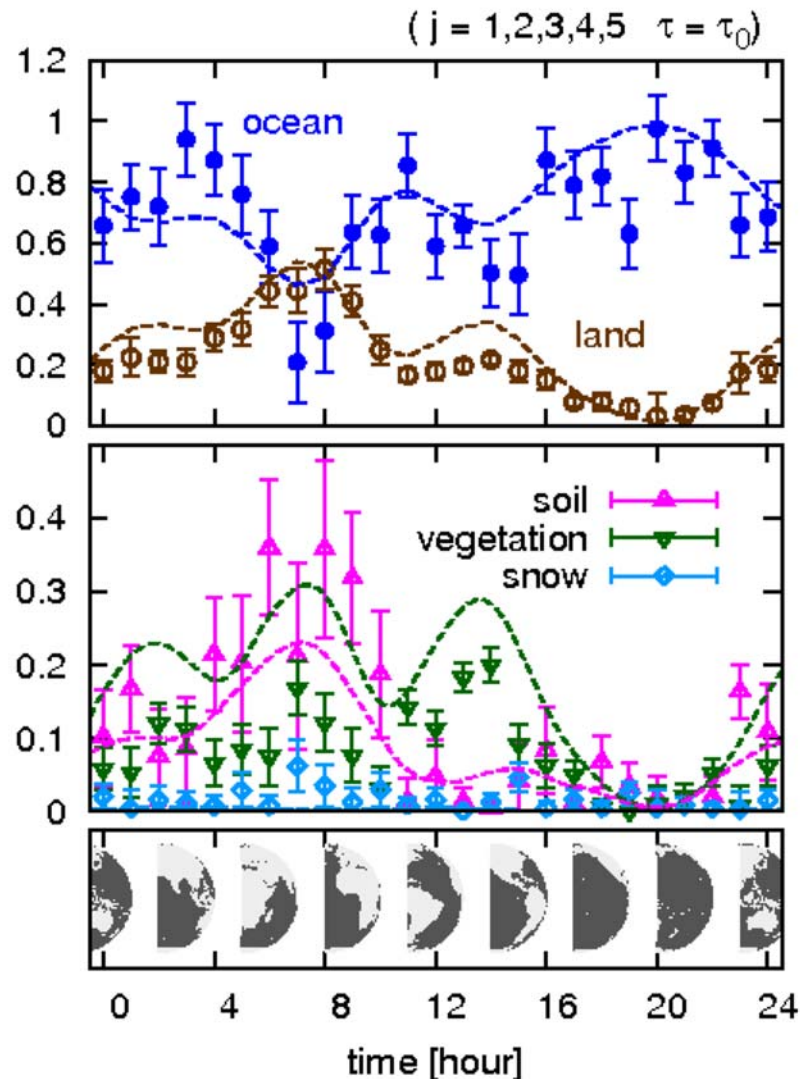 ( j = 1,2,3,4,5 τ = τ₀)
1.2
1
0.8
0.6
0.4
0.2
0
ocean
land
0.4
0.3
0.2
0.1
0
soil
vegetation
snow
0 4 8 12 16 20 24
time [hour]